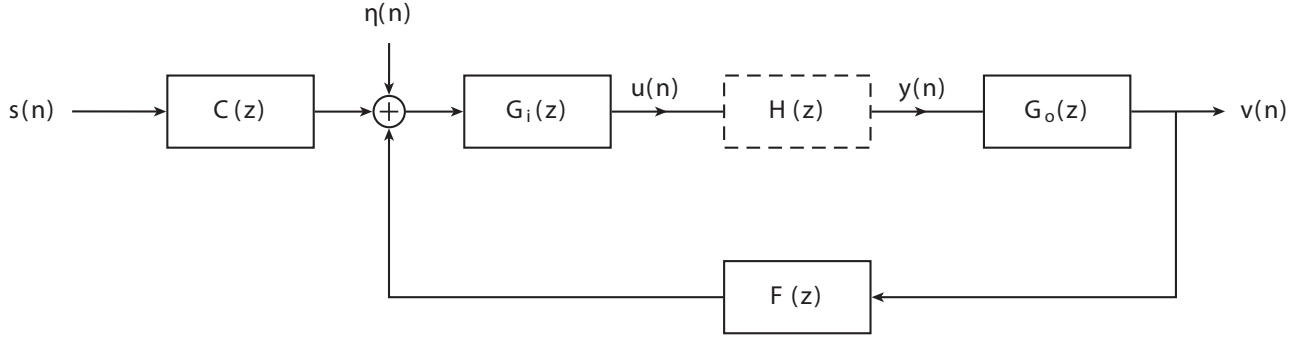 η(n)
s(n)
C(z)
+
G_i(z)
u(n)
H(z)
y(n)
G_o(z)
v(n)
F(z)